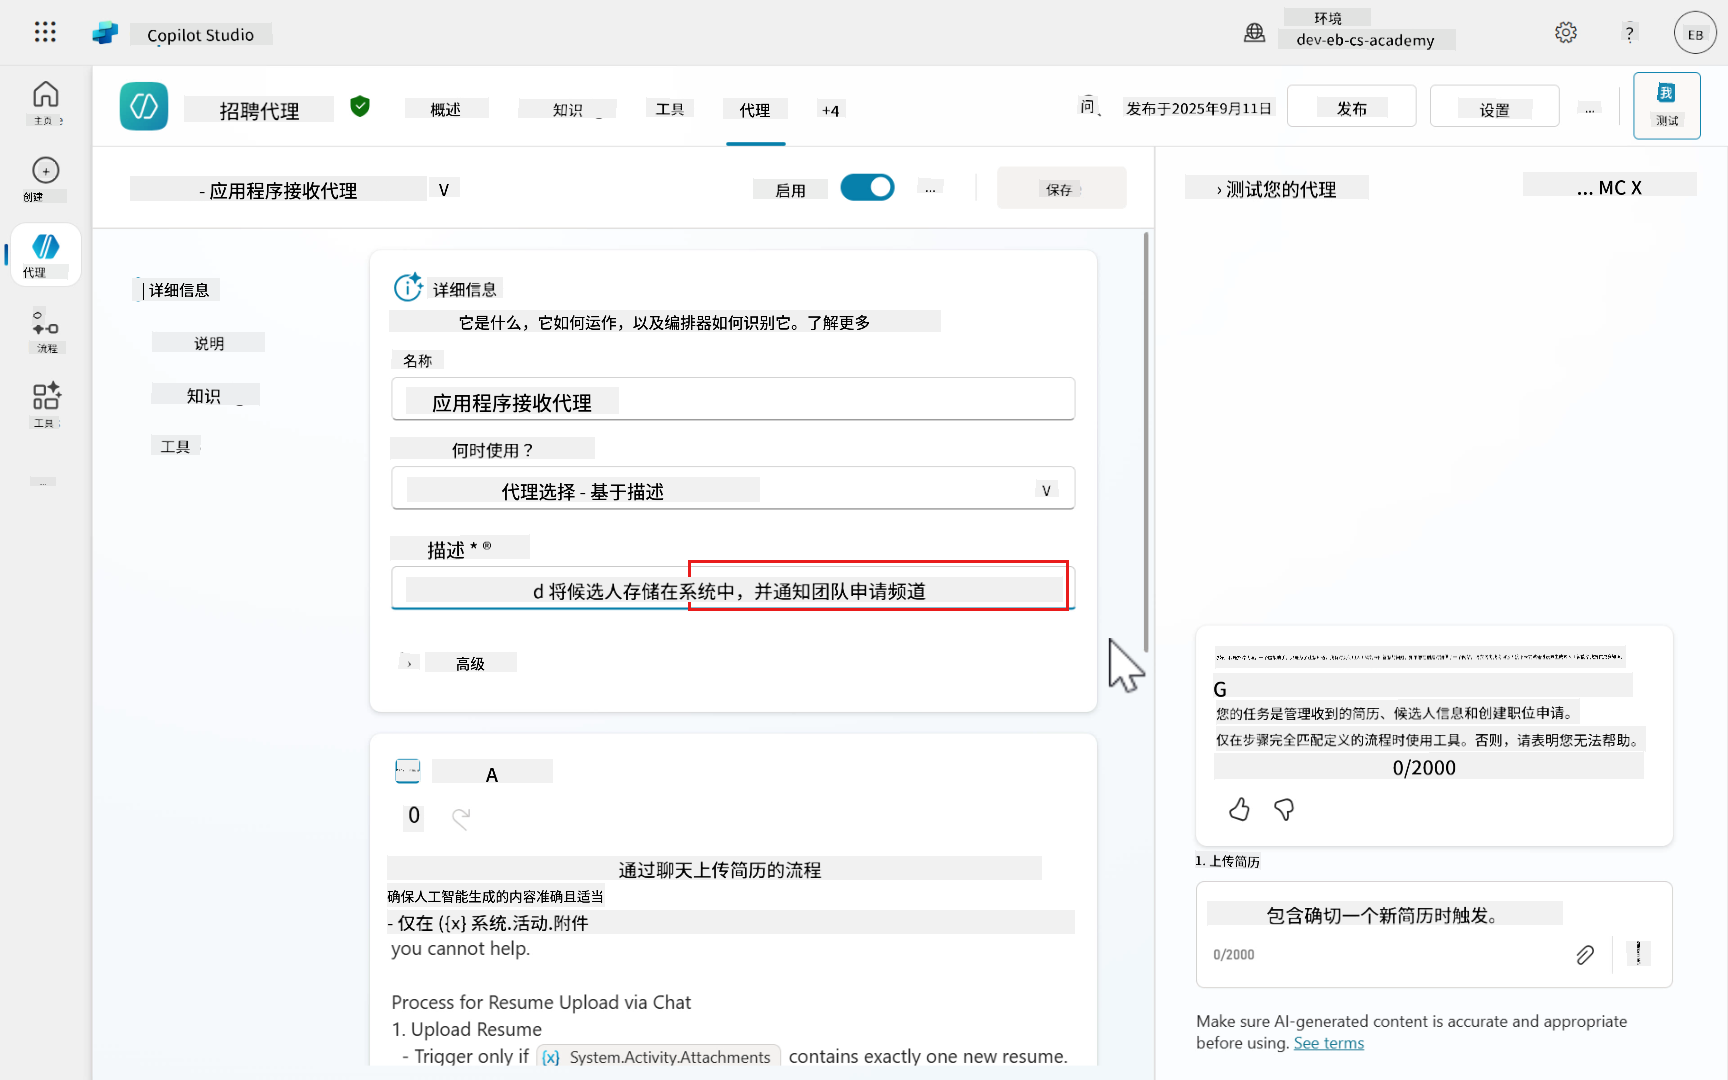 Copilot Studio
环境
dev-eb-cs-academy
?
EB
主页
创建
代理
流程
工具
...
招聘代理
概述
知识
工具
代理
+4
问、
发布于2025年9月11日
发布
设置
...
我
测试
- 应用程序接收代理
V
启用
...
保存
› 测试您的代理
... MC X
| 详细信息
说明
知识
工具
详细信息
它是什么，它如何运作，以及编排器如何识别它。了解更多
名称
应用程序接收代理
何时使用？
代理选择 - 基于描述
V
描述 * ®
d 将候选人存储在系统中，并通知团队申请频道
› 高级
A
0
通过聊天上传简历的流程
确保人工智能生成的内容准确且适当
- 仅在 ({x} 系统.活动.附件
you cannot help.
Process for Resume Upload via Chat
1. Upload Resume
- Trigger only if {x} System.Activity.Attachments contains exactly one new resume.
G
您的任务是管理收到的简历、候选人信息和创建职位申请。
仅在步骤完全匹配定义的流程时使用工具。否则，请表明您无法帮助。
0/2000
1. 上传简历
包含确切一个新简历时触发。
0/2000
Make sure AI-generated content is accurate and appropriate
before using. See terms